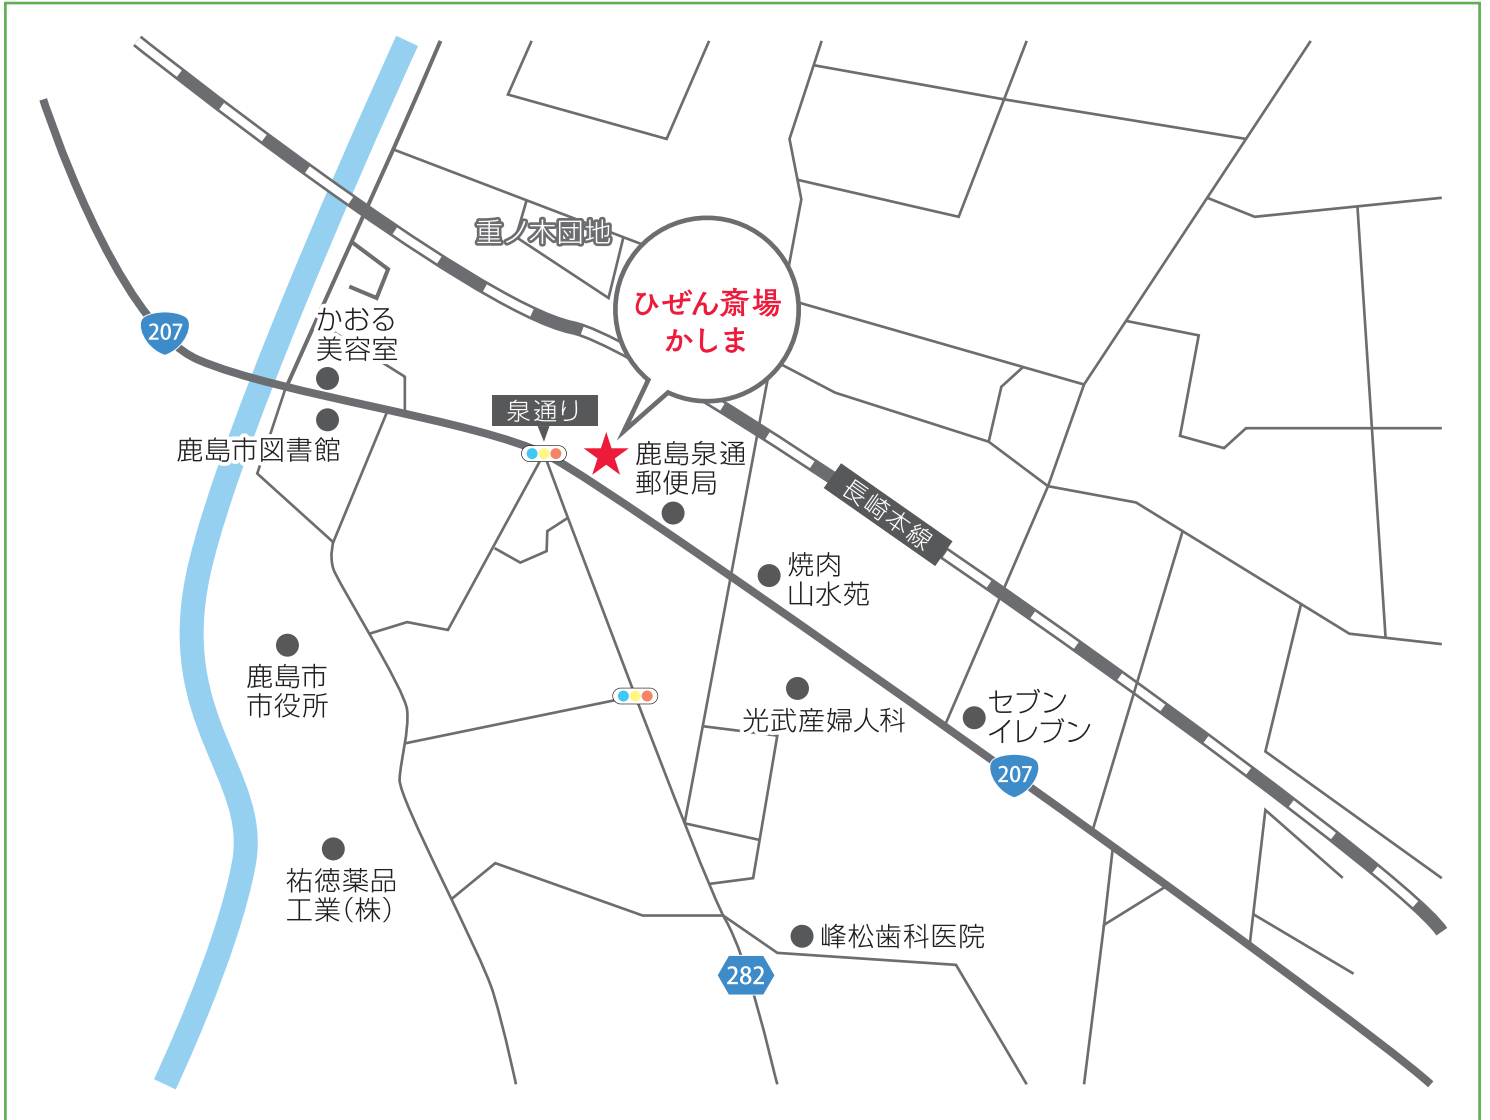 重ノ木団地
ひぜん斎場
かしま
207
かおる
美容室
泉通り
鹿島市図書館
鹿島泉通
郵便局
長崎本線
焼肉
山水苑
鹿島市
市役所
光武産婦人科
セブン
イレブン
207
祐徳薬品
工業(株)
峰松歯科医院
282